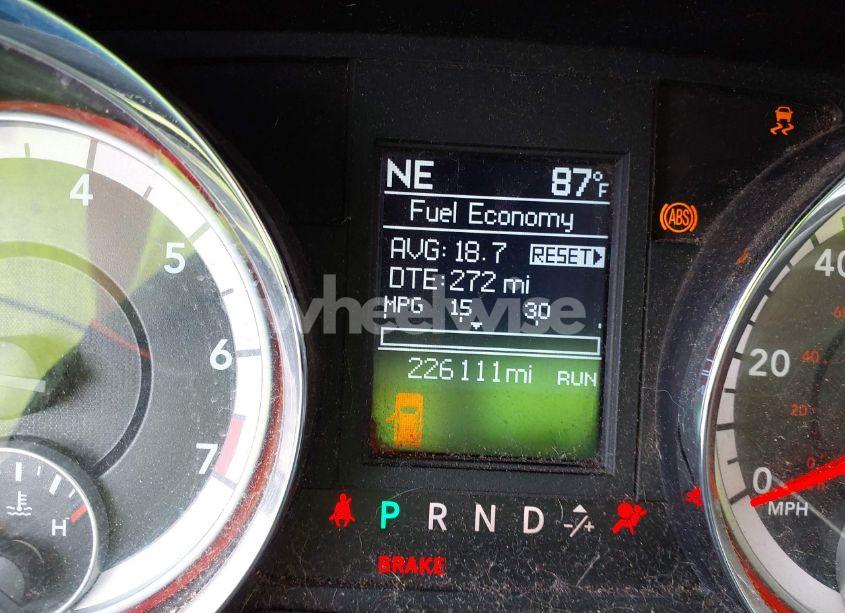 NE 87°F
Fuel Economy
AVG: 18.7 RESET
DTE: 272 mi
MPG 15 30
226111mi RUN
4
5
6
7
H
ABS
40
20
0
MPH
P R N D -/+
BRAKE
wheelwise